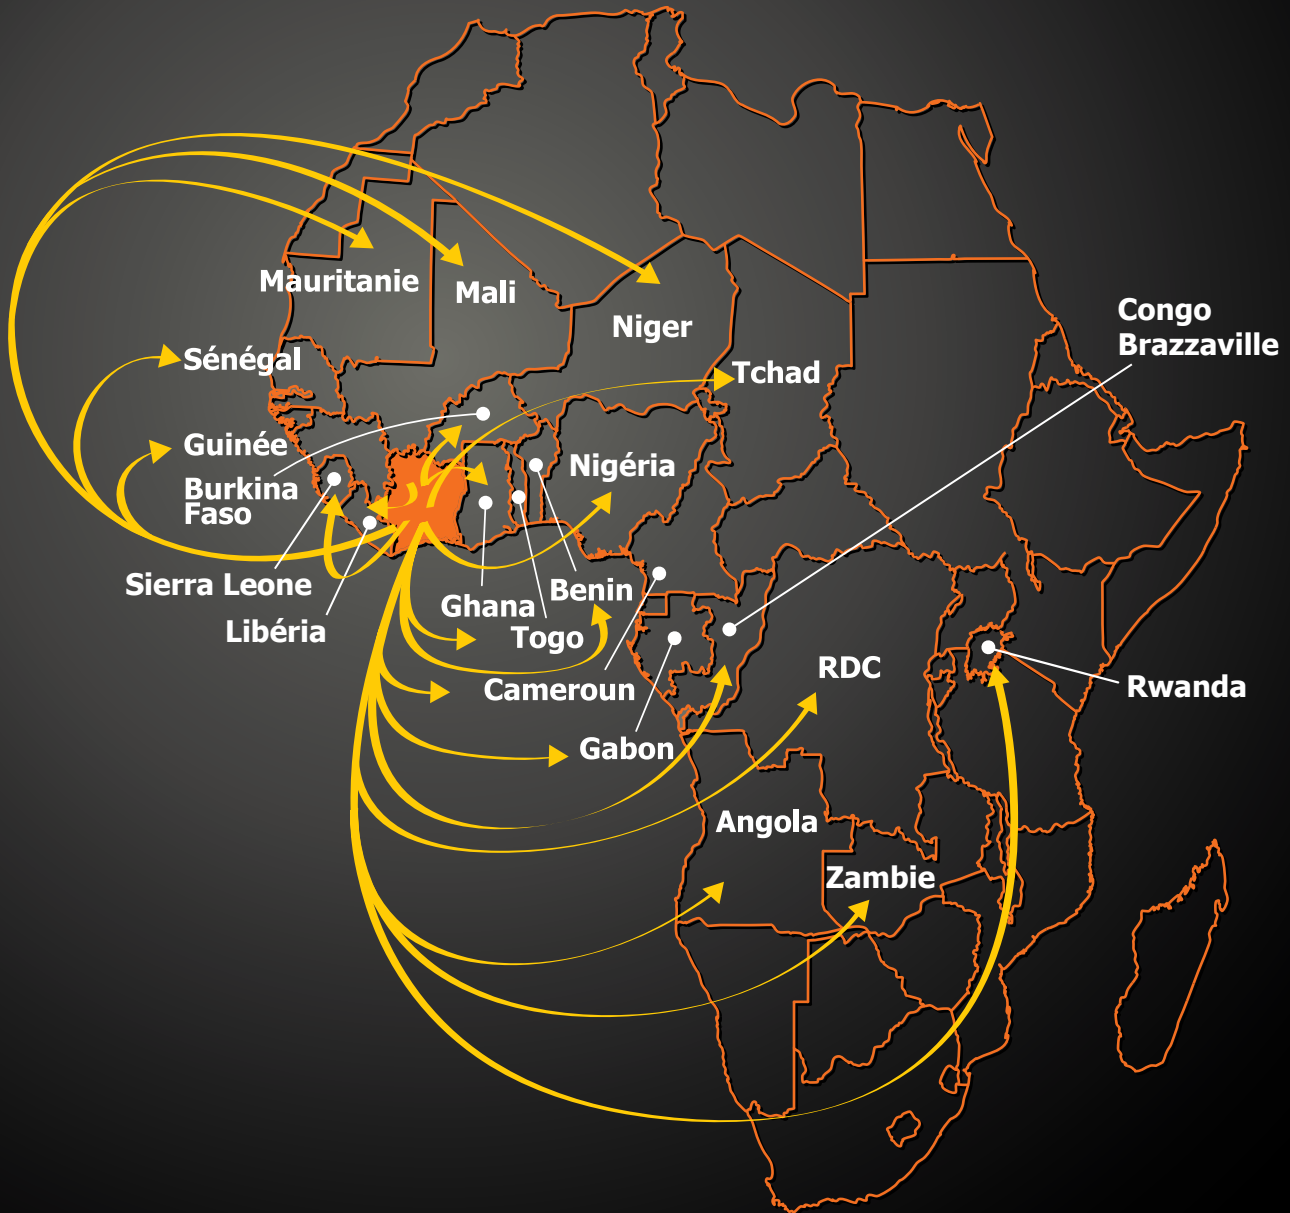 Mauritanie
Mali
Niger
Congo
Brazzaville
Sénégal
Tchad
Guinée
Nigéria
Burkina
Faso
Sierra Leone
Benin
Ghana
Libéria
Togo
RDC
Cameroun
Rwanda
Gabon
Angola
Zambie